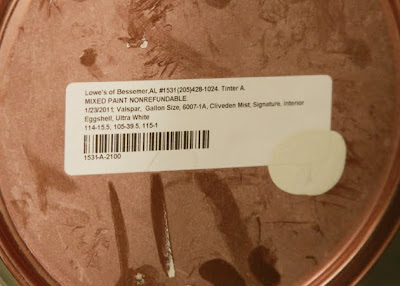 Lowe's of Bessemer,AL #1531(205)428-1024. Tinter A.
MIXED PAINT NONREFUNDABLE.
1/23/2011; Valspar, Gallon Size, 6007-1A, Cliveden Mist, Signature, Interior
Eggshell, Ultra White
114-15.5, 105-39.5, 115-1
1531-A-2100